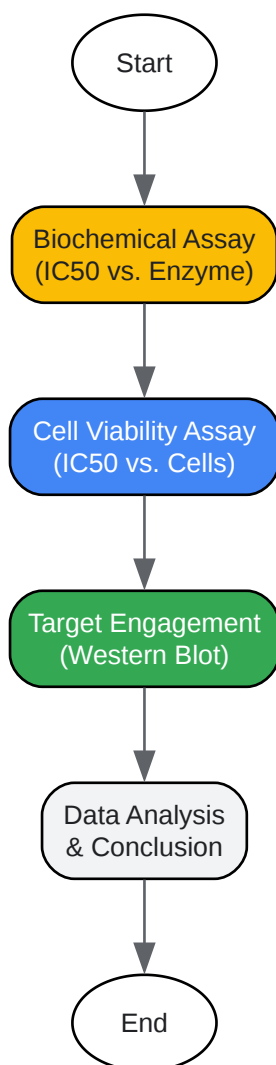 Start
Biochemical Assay
(IC50 vs. Enzyme)
Cell Viability Assay
(IC50 vs. Cells)
Target Engagement
(Western Blot)
Data Analysis
& Conclusion
End